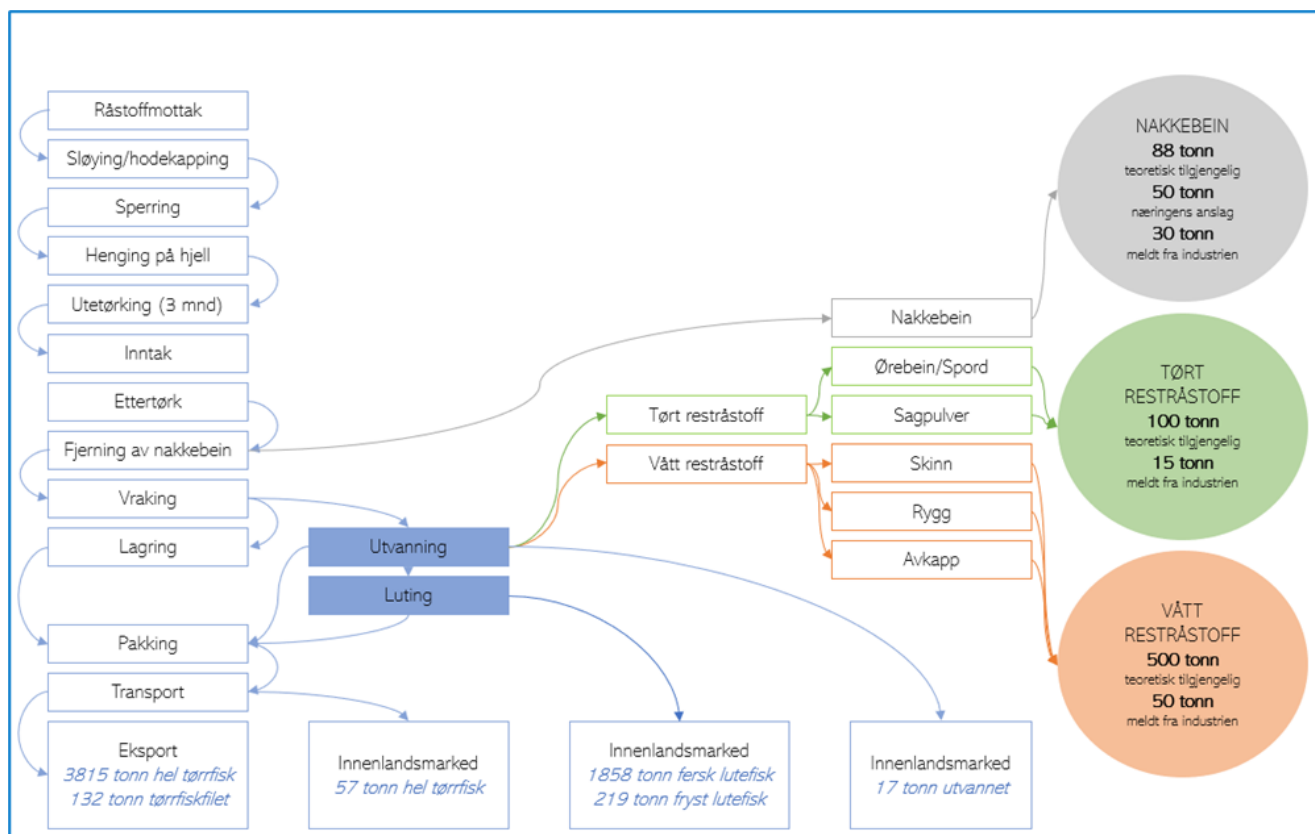 Råstoffmottak
Sløying/hodekapping
Sperring
Henging på hjell
Utetørking (3 mnd)
Inntak
Ettertørk
Fjerning av nakkebein
Vraking
Lagring
Pakking
Transport
Eksport
3815 tonn hel tørrfisk
132 tonn tørrfiskfilet
Utvanning
Luting
Innenlandsmarked
57 tonn hel tørrfisk
Innenlandsmarked
1858 tonn fersk lutefisk
219 tonn fryst lutefisk
Innenlandsmarked
17 tonn utvannet
Tørt restråstoff
Vått restråstoff
Nakkebein
Ørebein/Spord
Sagpulver
Skinn
Rygg
Avkapp
NAKKEBEIN
88 tonn
teoretisk tilgjengelig
50 tonn
næringens anslag
30 tonn
meldt fra industrien
TØRT
RESTRÅSTOFF
100 tonn
teoretisk tilgjengelig
15 tonn
meldt fra industrien
VÅTT
RESTRÅSTOFF
500 tonn
teoretisk tilgjengelig
50 tonn
meldt fra industrien